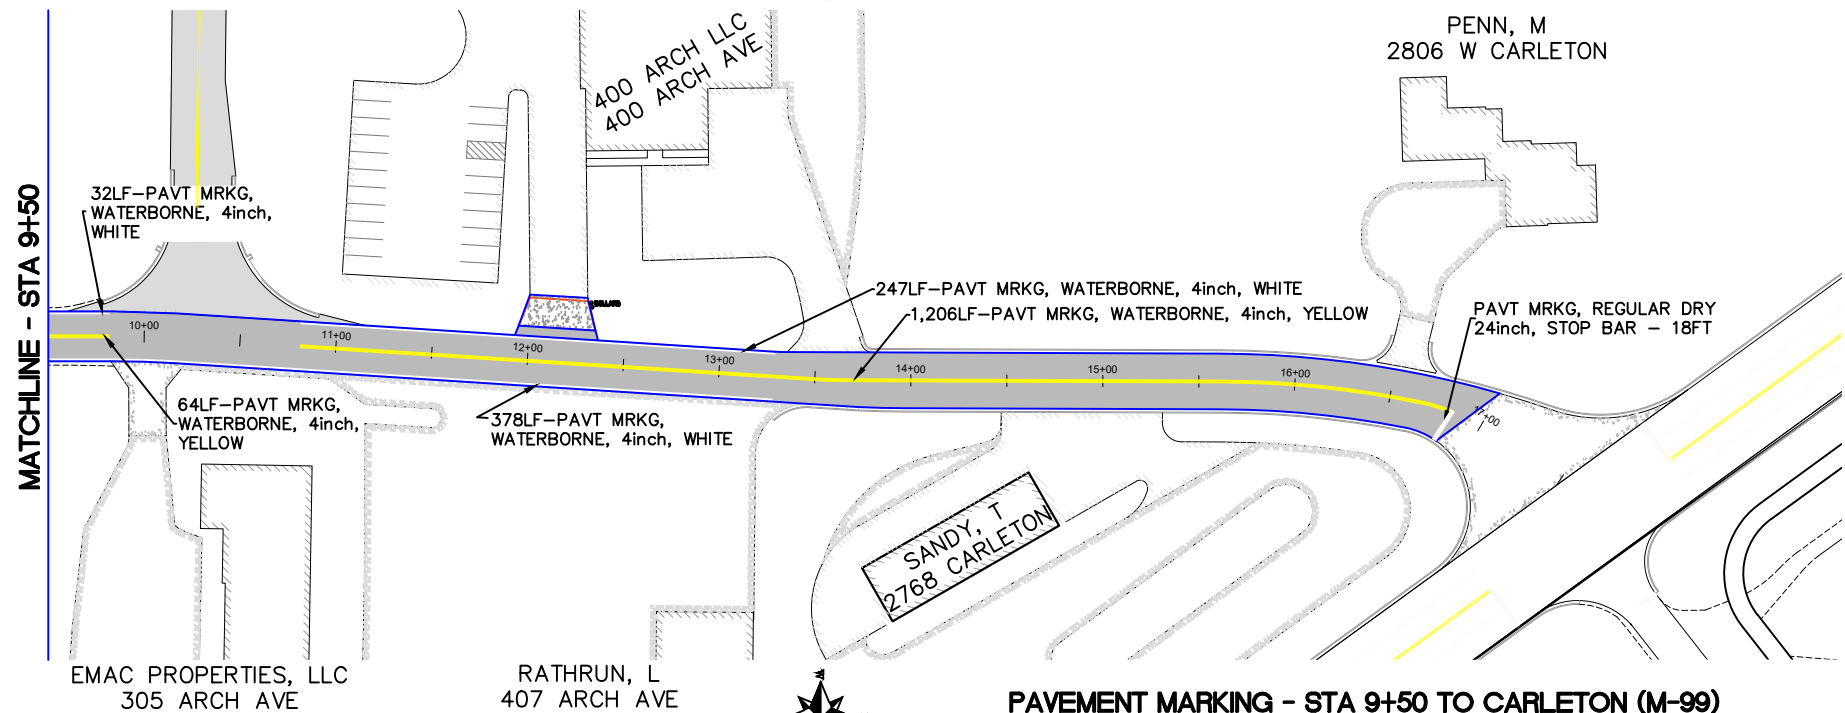 PENN, M
2806 W CARLETON
400 ARCH LLC
400 ARCH AVE
MATCHLINE - STA 9+50
32LF-PAVT MRKG,
WATERBORNE, 4inch,
WHITE
247LF-PAVT MRKG, WATERBORNE, 4inch, WHITE
1,206LF-PAVT MRKG, WATERBORNE, 4inch, YELLOW
PAVT MRKG, REGULAR DRY
24inch, STOP BAR - 18FT
10+00
11+00
12+00
13+00
14+00
15+00
16+00
17+00
64LF-PAVT MRKG,
WATERBORNE, 4inch,
YELLOW
378LF-PAVT MRKG,
WATERBORNE, 4inch, WHITE
SANDY, T
2768 CARLETON
EMAC PROPERTIES, LLC
305 ARCH AVE
RATHRUN, L
407 ARCH AVE
PAVEMENT MARKING - STA 9+50 TO CARLETON (M-99)